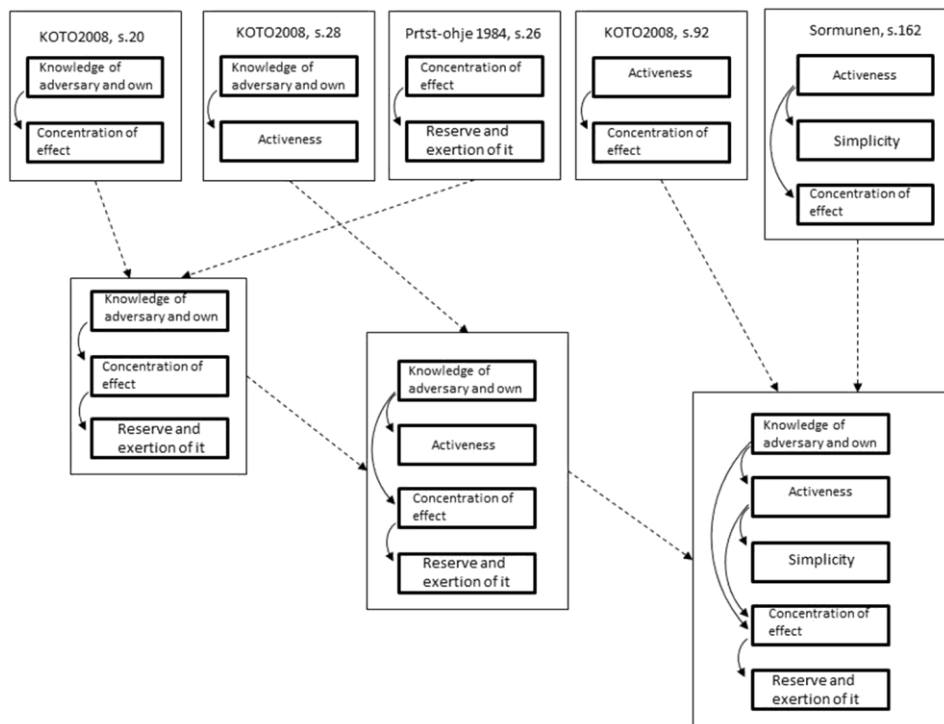 KOTO2008, s.20
Knowledge of
adversary and own
Concentration of
effect
KOTO2008, s.28
Knowledge of
adversary and own
Activeness
Prtst-ohje 1984, s.26
Concentration of
effect
Reserve and
exertion of it
KOTO2008, s.92
Activeness
Concentration of
effect
Sormunen, s.162
Activeness
Simplicity
Concentration of
effect
Knowledge of
adversary and own
Concentration of
effect
Reserve and
exertion of it
Knowledge of
adversary and own
Activeness
Concentration of
effect
Reserve and
exertion of it
Knowledge of
adversary and own
Activeness
Simplicity
Concentration of
effect
Reserve and
exertion of it